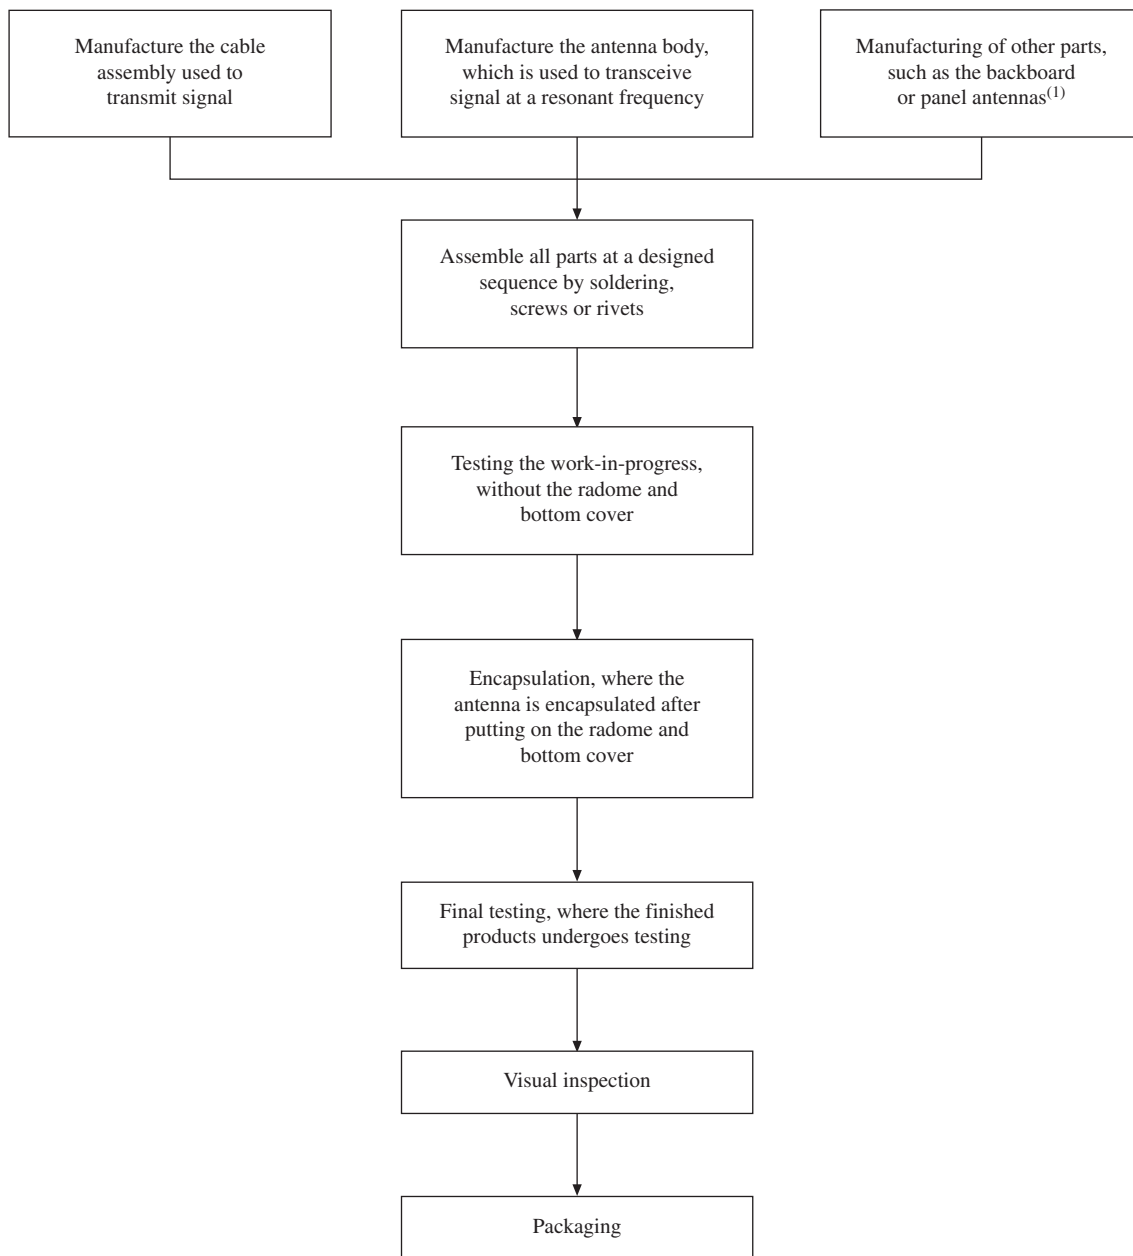 Manufacture the cable
assembly used to
transmit signal
Manufacture the antenna body,
which is used to transceive
signal at a resonant frequency
Manufacturing of other parts,
such as the backboard
or panel antennas(1)
Assemble all parts at a designed
sequence by soldering,
screws or rivets
Testing the work-in-progress,
without the radome and
bottom cover
Encapsulation, where the
antenna is encapsulated after
putting on the radome and
bottom cover
Final testing, where the finished
products undergoes testing
Visual inspection
Packaging